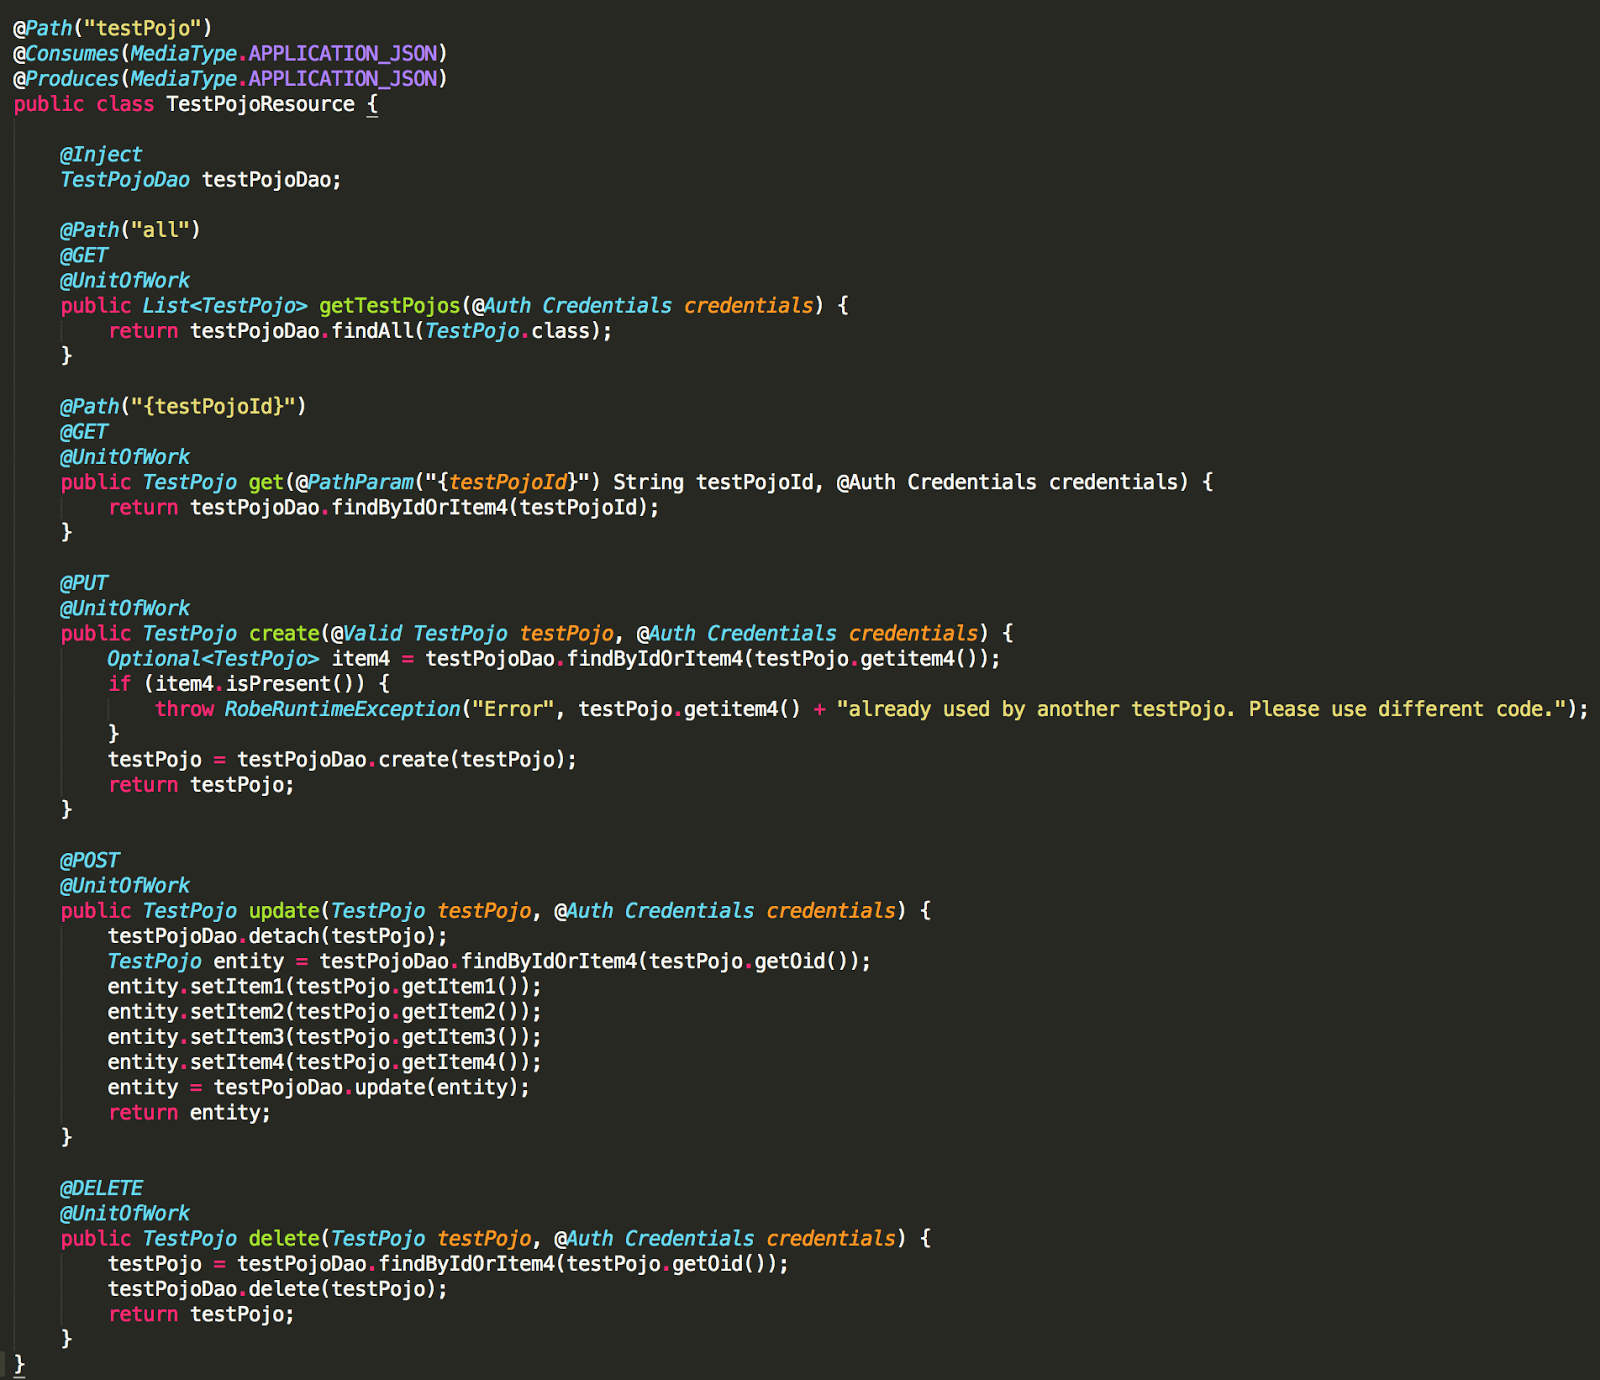 @Path("testPojo")
@Consumes(MediaType.APPLICATION_JSON)
@Produces(MediaType.APPLICATION_JSON)
public class TestPojoResource {
@Inject
TestPojoDao testPojoDao;
@Path("all")
@GET
@UnitOfWork
public List<TestPojo> getTestPojos(@Auth Credentials credentials) {
return testPojoDao.findAll(TestPojo.class);
}
@Path("{testPojoId}")
@GET
@UnitOfWork
public TestPojo get(@PathParam("{testPojoId}") String testPojoId, @Auth Credentials credentials) {
return testPojoDao.findByIdOrItem4(testPojoId);
}
@PUT
@UnitOfWork
public TestPojo create(@Valid TestPojo testPojo, @Auth Credentials credentials) {
Optional<TestPojo> item4 = testPojoDao.findByIdOrItem4(testPojo.getitem4());
if (item4.isPresent()) {
throw RobeRuntimeException("Error", testPojo.getitem4() + "already used by another testPojo. Please use different code.");
}
testPojo = testPojoDao.create(testPojo);
return testPojo;
}
@POST
@UnitOfWork
public TestPojo update(TestPojo testPojo, @Auth Credentials credentials) {
testPojoDao.detach(testPojo);
TestPojo entity = testPojoDao.findByIdOrItem4(testPojo.getOid());
entity.setItem1(testPojo.getItem1());
entity.setItem2(testPojo.getItem2());
entity.setItem3(testPojo.getItem3());
entity.setItem4(testPojo.getItem4());
entity = testPojoDao.update(entity);
return entity;
}
@DELETE
@UnitOfWork
public TestPojo delete(TestPojo testPojo, @Auth Credentials credentials) {
testPojo = testPojoDao.findByIdOrItem4(testPojo.getOid());
testPojoDao.delete(testPojo);
return testPojo;
}
}